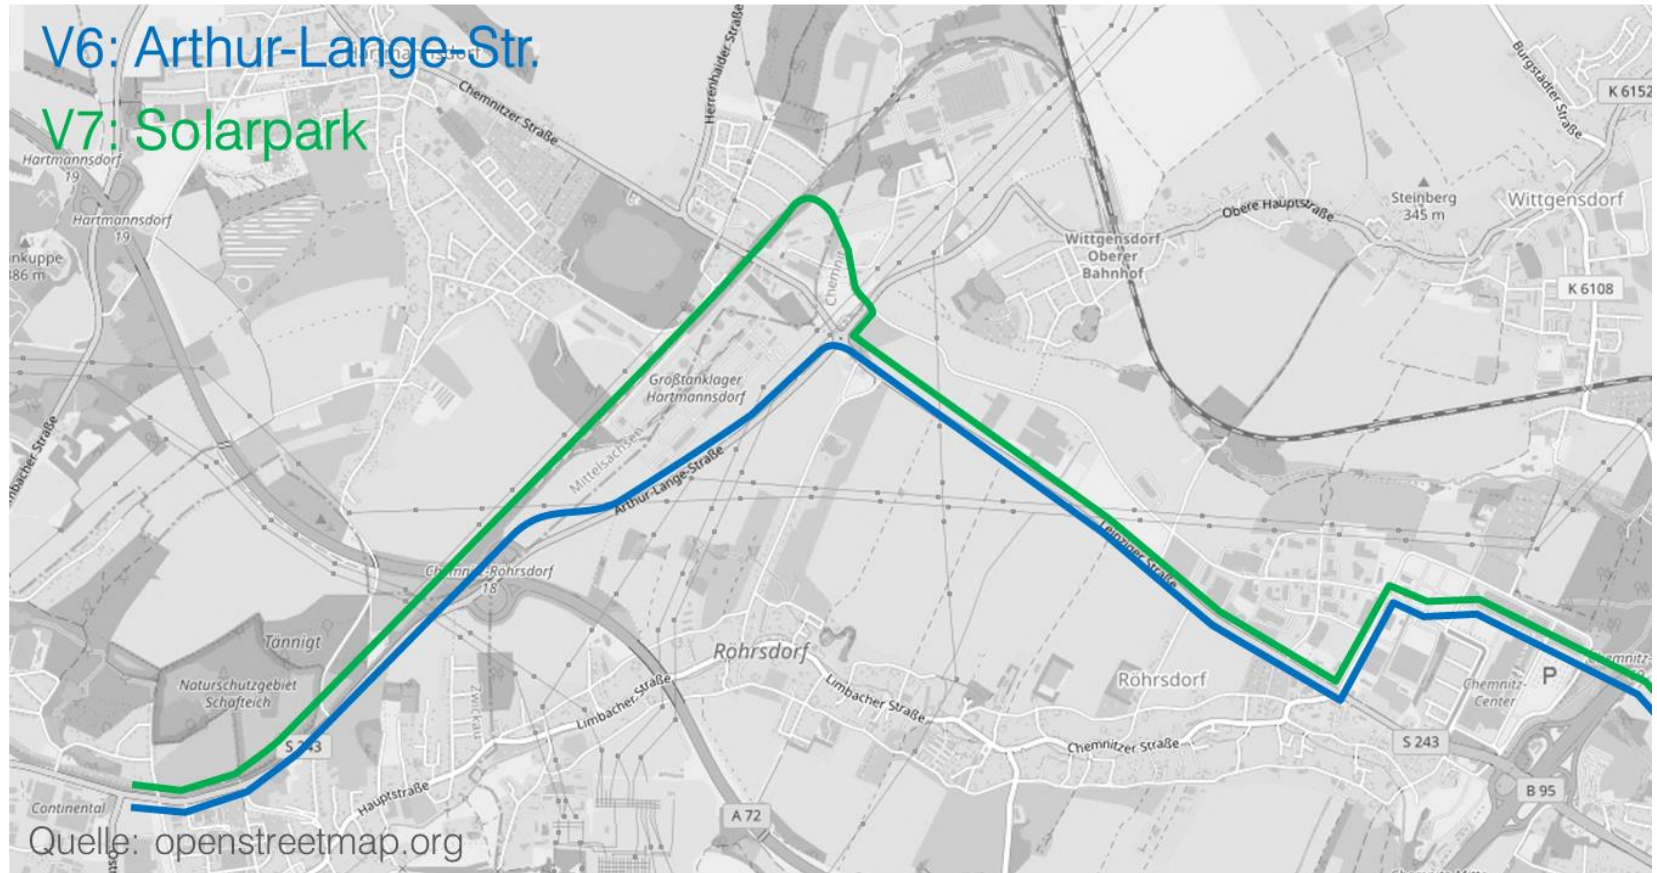 V6: Arthur-Lange-Str.
V7: Solarpark
Hartmannsdorf
Chemnitzer Straße
Herrenhaider Straße
Burgstädter Straße
K 6152
Hartmannsdorf
19
Hartmannsdorf
19
Steinberg
345 m
Wittgensdorf
Obere Hauptstraße
Wittgensdorf
Oberer
Bahnhof
K 6108
Großtanklager
Hartmannsdorf
Mittelsachsen
Arthur-Lange-Straße
Leipziger Straße
Chemnitz-Röhrsdorf
18
Tännigt
Naturschutzgebiet
Schafteich
Röhrsdorf
Limbacher Straße
Limbacher Straße
Röhrsdorf
Chemnitz-
Center
P
S 243
S 243
Chemnitzer Straße
Zwickau
Hauptstraße
Continental
A 72
B 95
Quelle: openstreetmap.org